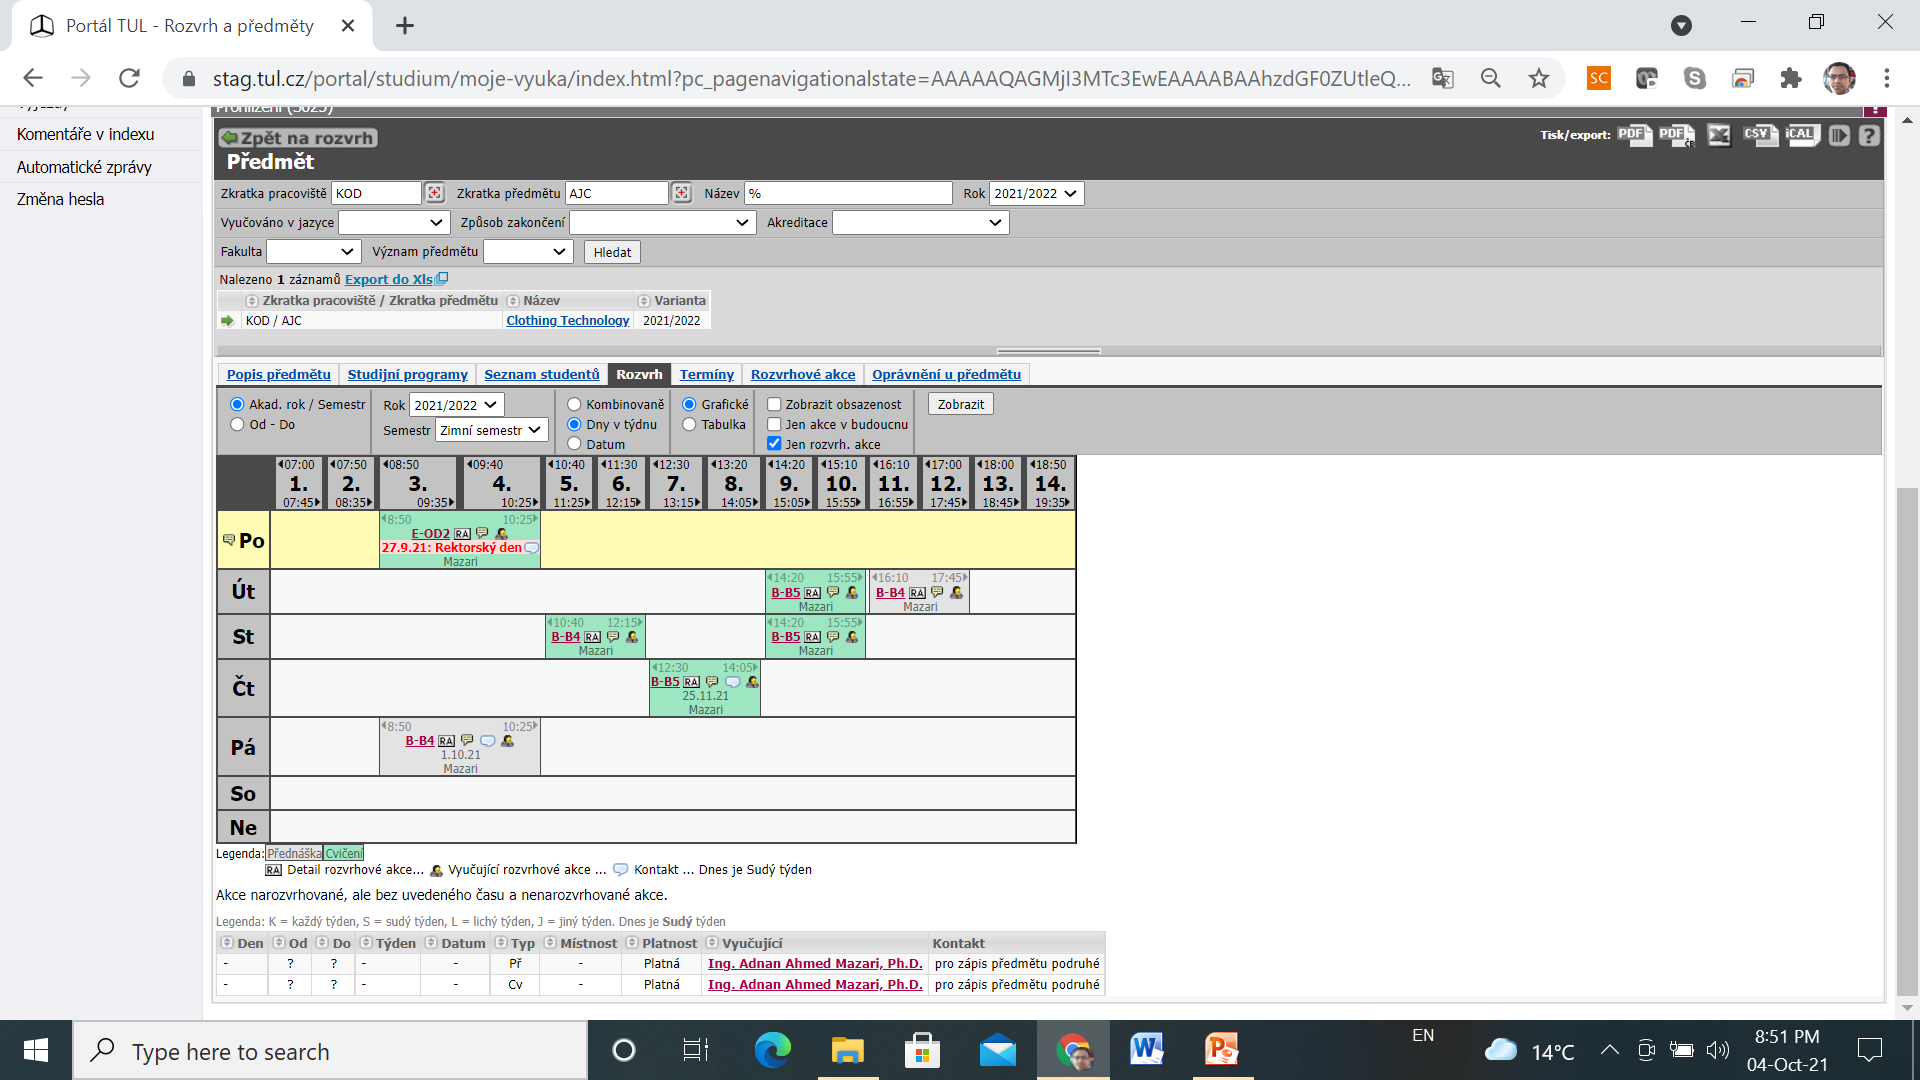 Portál TUL - Rozvrh a předměty
stag.tul.cz/portal/studium/moje-vyuka/index.html?pc_pagenavigationalstate=AAAAAQAGMjI3MTc3EwEAAAABAAhzdGF0ZUtleQ...
SC
Komentáře v indexu
Automatické zprávy
Změna hesla
Zpět na rozvrh
Tisk/export: PDF PDF CSV iCAL ?
Předmět
Zkratka pracoviště KOD Zkratka předmětu AJC Název % Rok 2021/2022
Vyučováno v jazyce Způsob zakončení Akreditace
Fakulta Význam předmětu Hledat
Nalezeno 1 záznamů Export do Xls
Zkratka pracoviště / Zkratka předmětu Název Varianta
KOD / AJC Clothing Technology 2021/2022
Popis předmětu Studijní programy Seznam studentů Rozvrh Termíny Rozvrhové akce Oprávnění u předmětu
Akad. rok / Semestr Rok 2021/2022 Kombinovaně Grafické Zobrazit obsazenost Zobrazit
Od - Do Semestr Zimní semestr Dny v týdnu Tabulka Jen akce v budoucnu
Datum Jen rozvrh. akce
07:00 07:50 08:50 09:40 10:40 11:30 12:30 13:20 14:20 15:10 16:10 17:00 18:00 18:50
1. 2. 3. 4. 5. 6. 7. 8. 9. 10. 11. 12. 13. 14.
07:45 08:35 09:35 10:25 11:25 12:15 13:15 14:05 15:05 15:55 16:55 17:45 18:45 19:35
Po
8:50 10:25
E-OD2 RA
27.9.21: Rektorský den
Mazari
Út
14:20 15:55 16:10 17:45
B-B5 RA B-B4 RA
Mazari Mazari
St
10:40 12:15 14:20 15:55
B-B4 RA B-B5 RA
Mazari Mazari
Čt
12:30 14:05
B-B5 RA
25.11.21
Mazari
Pá
8:50 10:25
B-B4 RA
1.10.21
Mazari
So
Ne
Legenda: Přednáška Cvičení
RA Detail rozvrhové akce... Vyučující rozvrhové akce ... Kontakt ... Dnes je Sudý týden
Akce narozvrhované, ale bez uvedeného času a nenarozvrhované akce.
Legenda: K = každý týden, S = sudý týden, L = lichý týden, J = jiný týden. Dnes je Sudý týden
Den Od Do Týden Datum Typ Místnost Platnost Vyučující Kontakt
- ? ? - - Př - Platná Ing. Adnan Ahmed Mazari, Ph.D. pro zápis předmětu podruhé
- ? ? - - Cv - Platná Ing. Adnan Ahmed Mazari, Ph.D. pro zápis předmětu podruhé
Type here to search
EN
14°C
8:51 PM
04-Oct-21